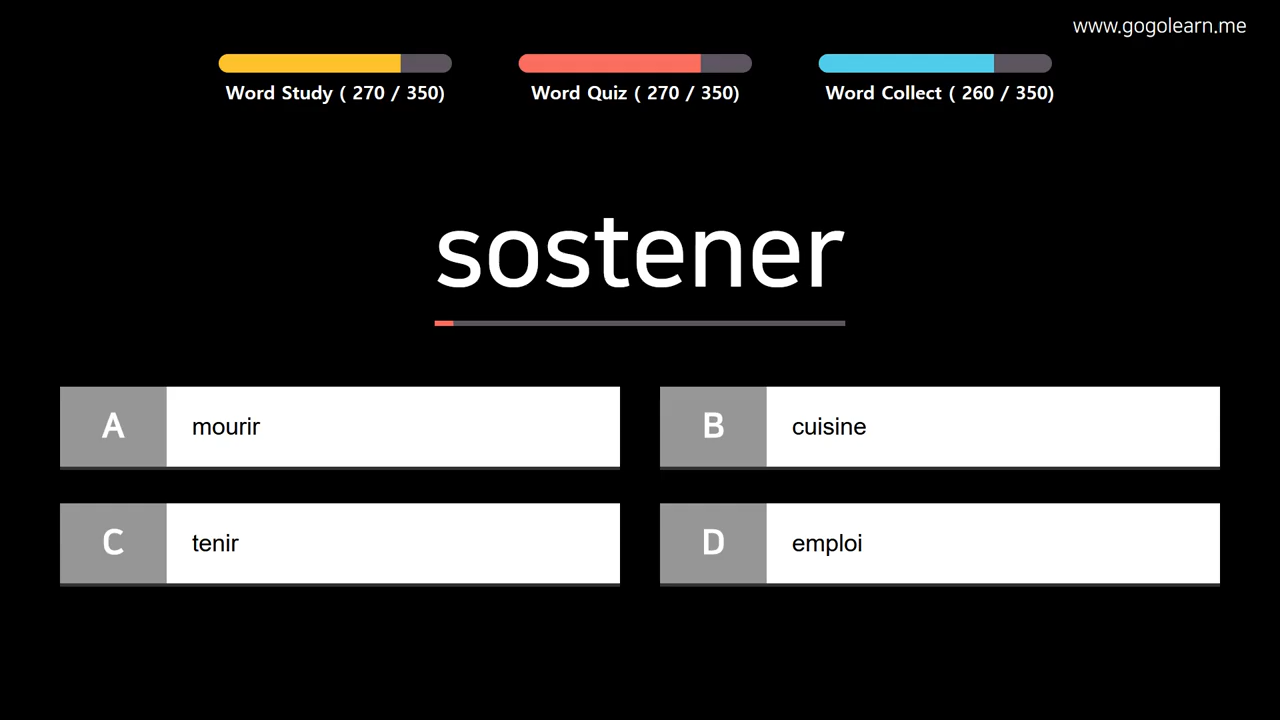 www.gogolearn.me
Word Study ( 270 / 350)
Word Quiz ( 270 / 350)
Word Collect ( 260 / 350)
sostener
A mourir
B cuisine
C tenir
D emploi